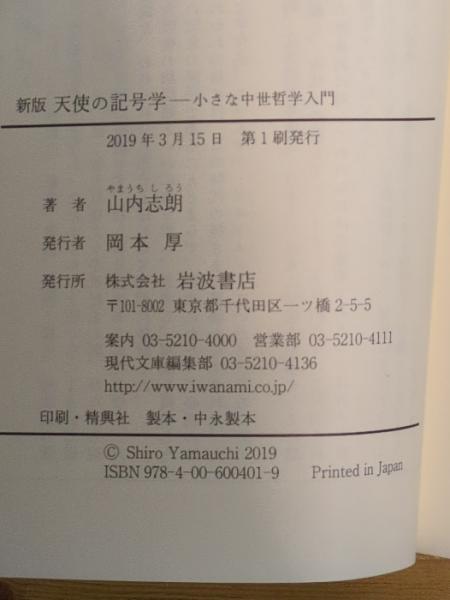 新版 天使の記号学──小さな中世哲学入門
2019年3月15日 第1刷発行
やまうち し ろう
著 者 山内志朗
発行者 岡本 厚
発行所 株式会社 岩波書店
〒101-8002 東京都千代田区一ツ橋 2-5-5
案内 03-5210-4000 営業部 03-5210-4111
現代文庫編集部 03-5210-4136
http://www.iwanami.co.jp/
印刷・精興社 製本・中永製本
© Shiro Yamauchi 2019
ISBN 978-4-00-600401-9 Printed in Japan